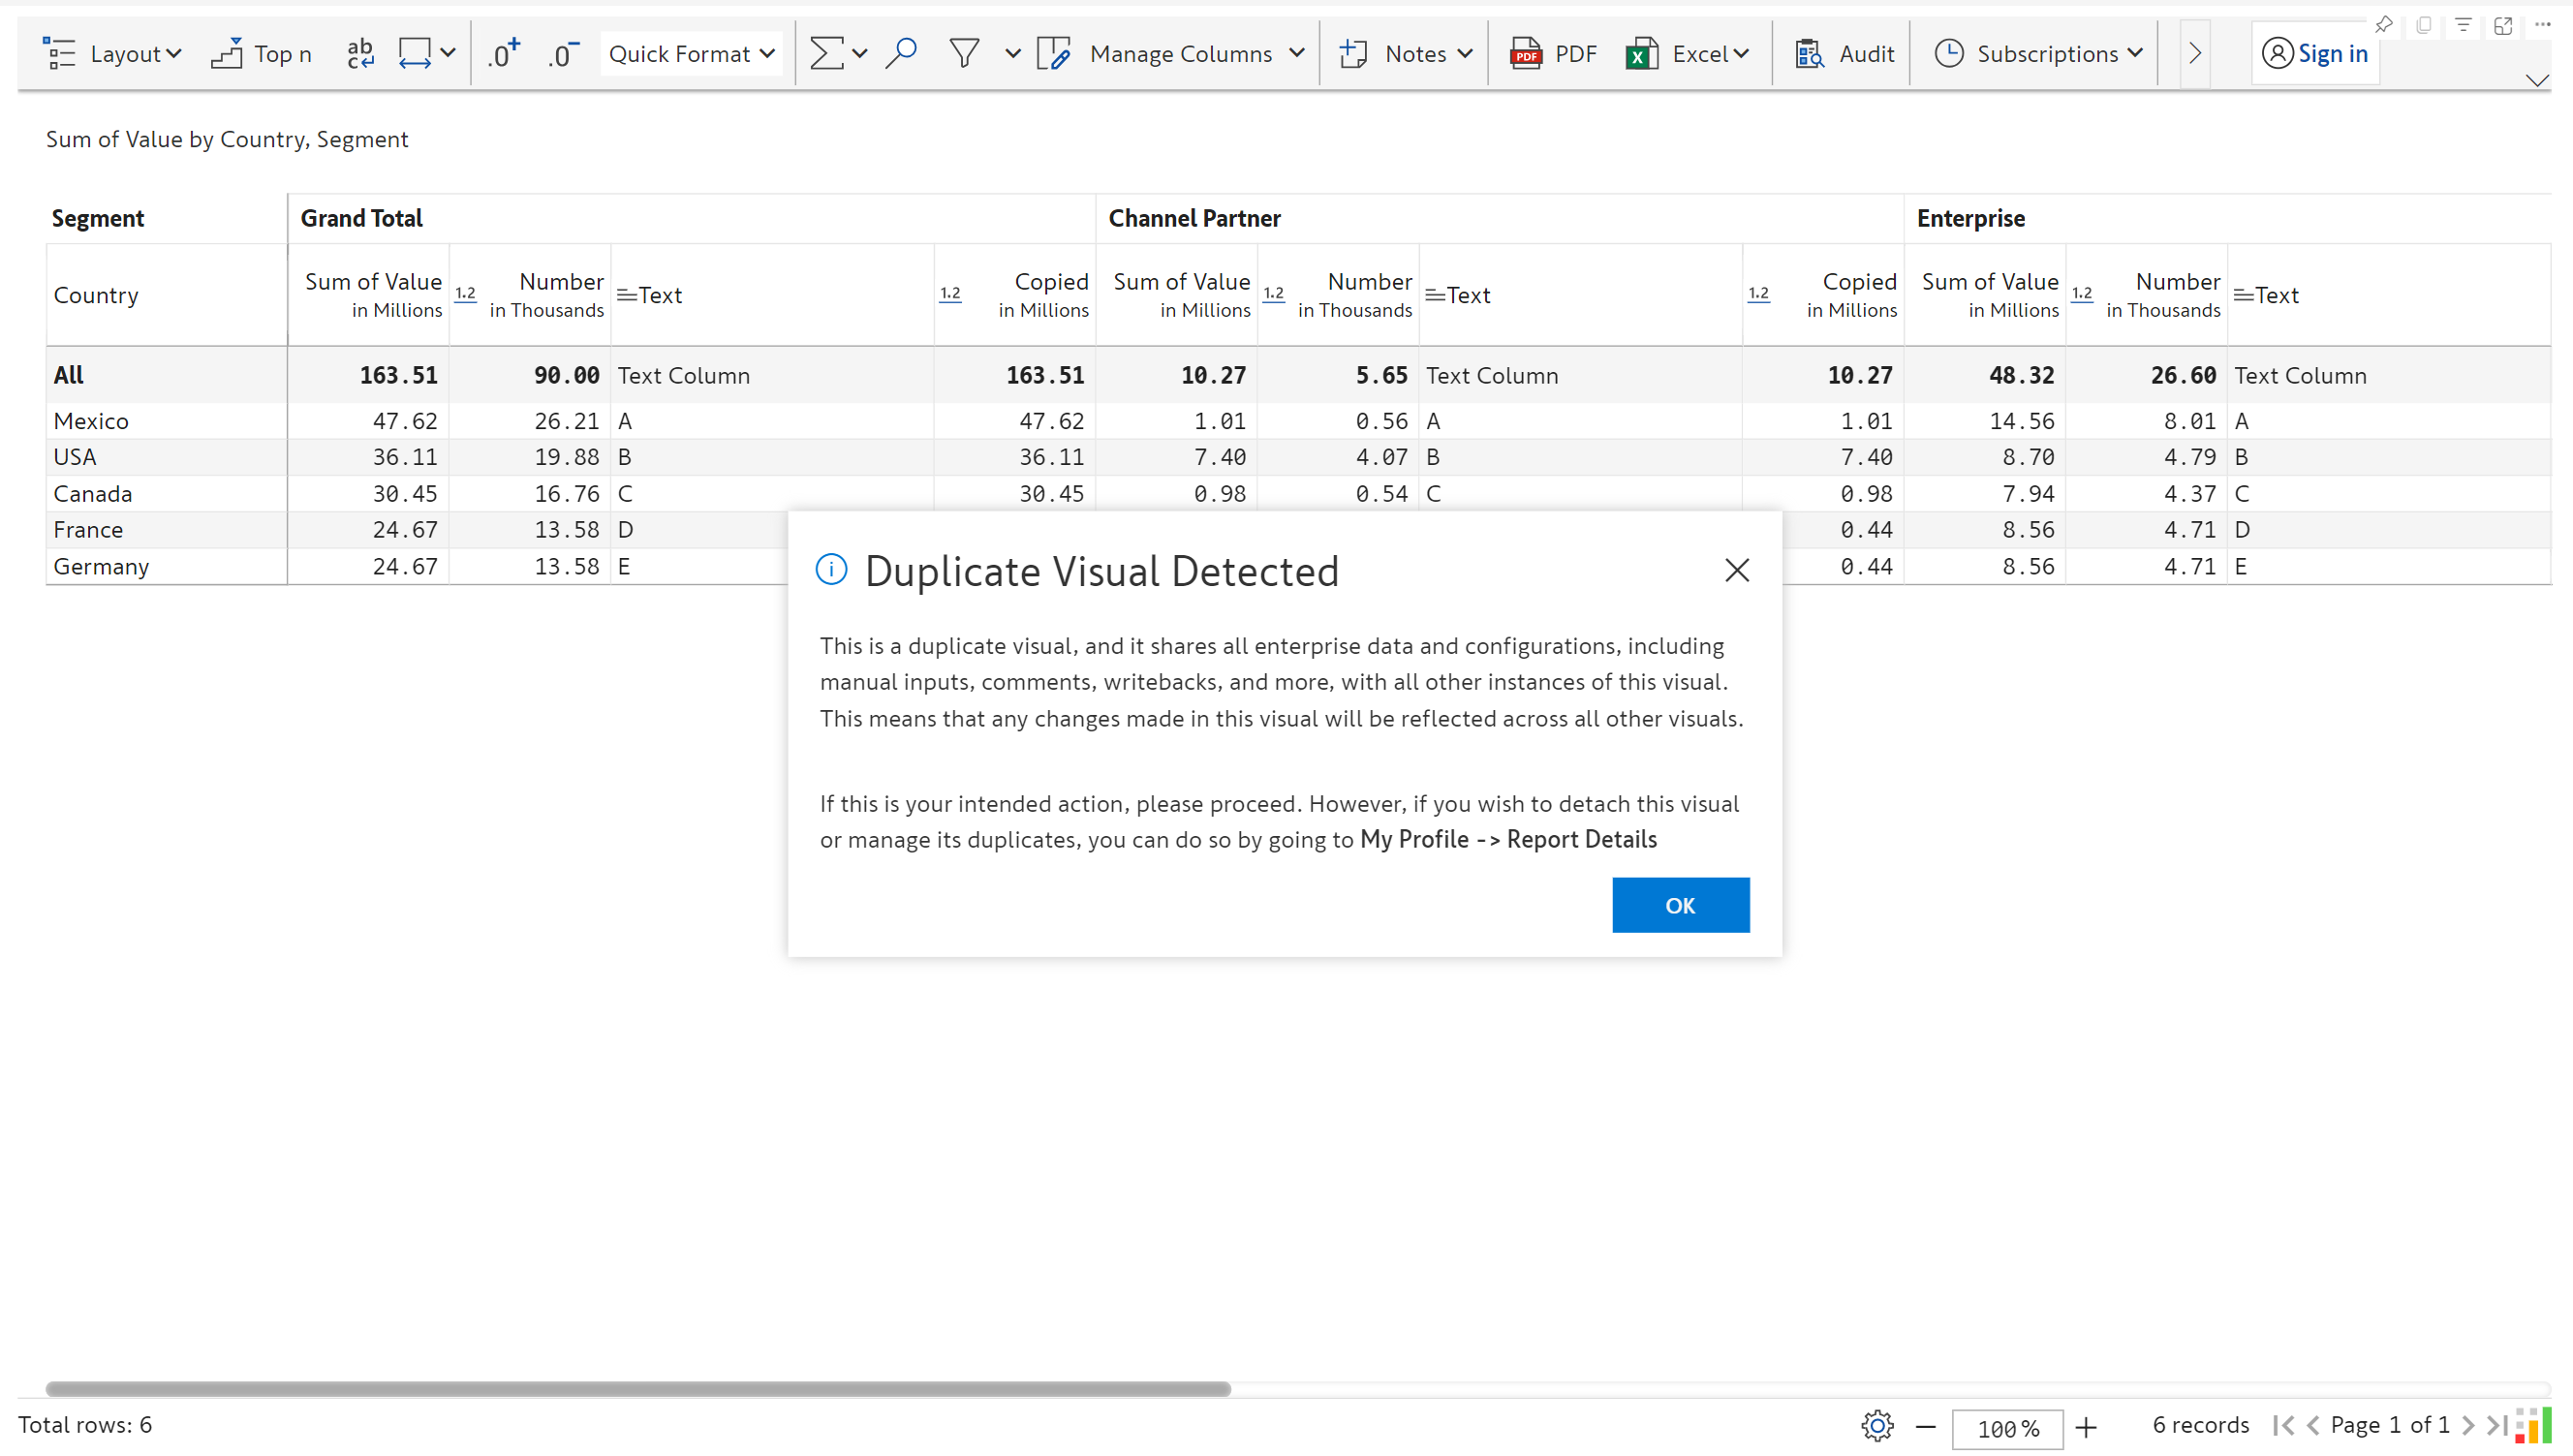 Layout Top n ab c .0+ .0− Quick Format Manage Columns Notes PDF PDF X Excel Audit Subscriptions Sign in
Sum of Value by Country, Segment
Segment Grand Total Channel Partner Enterprise
Country Sum of Value in Millions 1.2 Number in Thousands Text 1.2 Copied in Millions Sum of Value in Millions 1.2 Number in Thousands Text 1.2 Copied in Millions Sum of Value in Millions 1.2 Number in Thousands Text
All 163.51 90.00 Text Column 163.51 10.27 5.65 Text Column 10.27 48.32 26.60 Text Column
Mexico 47.62 26.21 A 47.62 1.01 0.56 A 1.01 14.56 8.01 A
USA 36.11 19.88 B 36.11 7.40 4.07 B 7.40 8.70 4.79 B
Canada 30.45 16.76 C 30.45 0.98 0.54 C 0.98 7.94 4.37 C
France 24.67 13.58 D 0.44 8.56 4.71 D
Germany 24.67 13.58 E 0.44 8.56 4.71 E
Duplicate Visual Detected
This is a duplicate visual, and it shares all enterprise data and configurations, including
manual inputs, comments, writebacks, and more, with all other instances of this visual.
This means that any changes made in this visual will be reflected across all other visuals.
If this is your intended action, please proceed. However, if you wish to detach this visual
or manage its duplicates, you can do so by going to My Profile -> Report Details
OK
Total rows: 6 100% 6 records Page 1 of 1